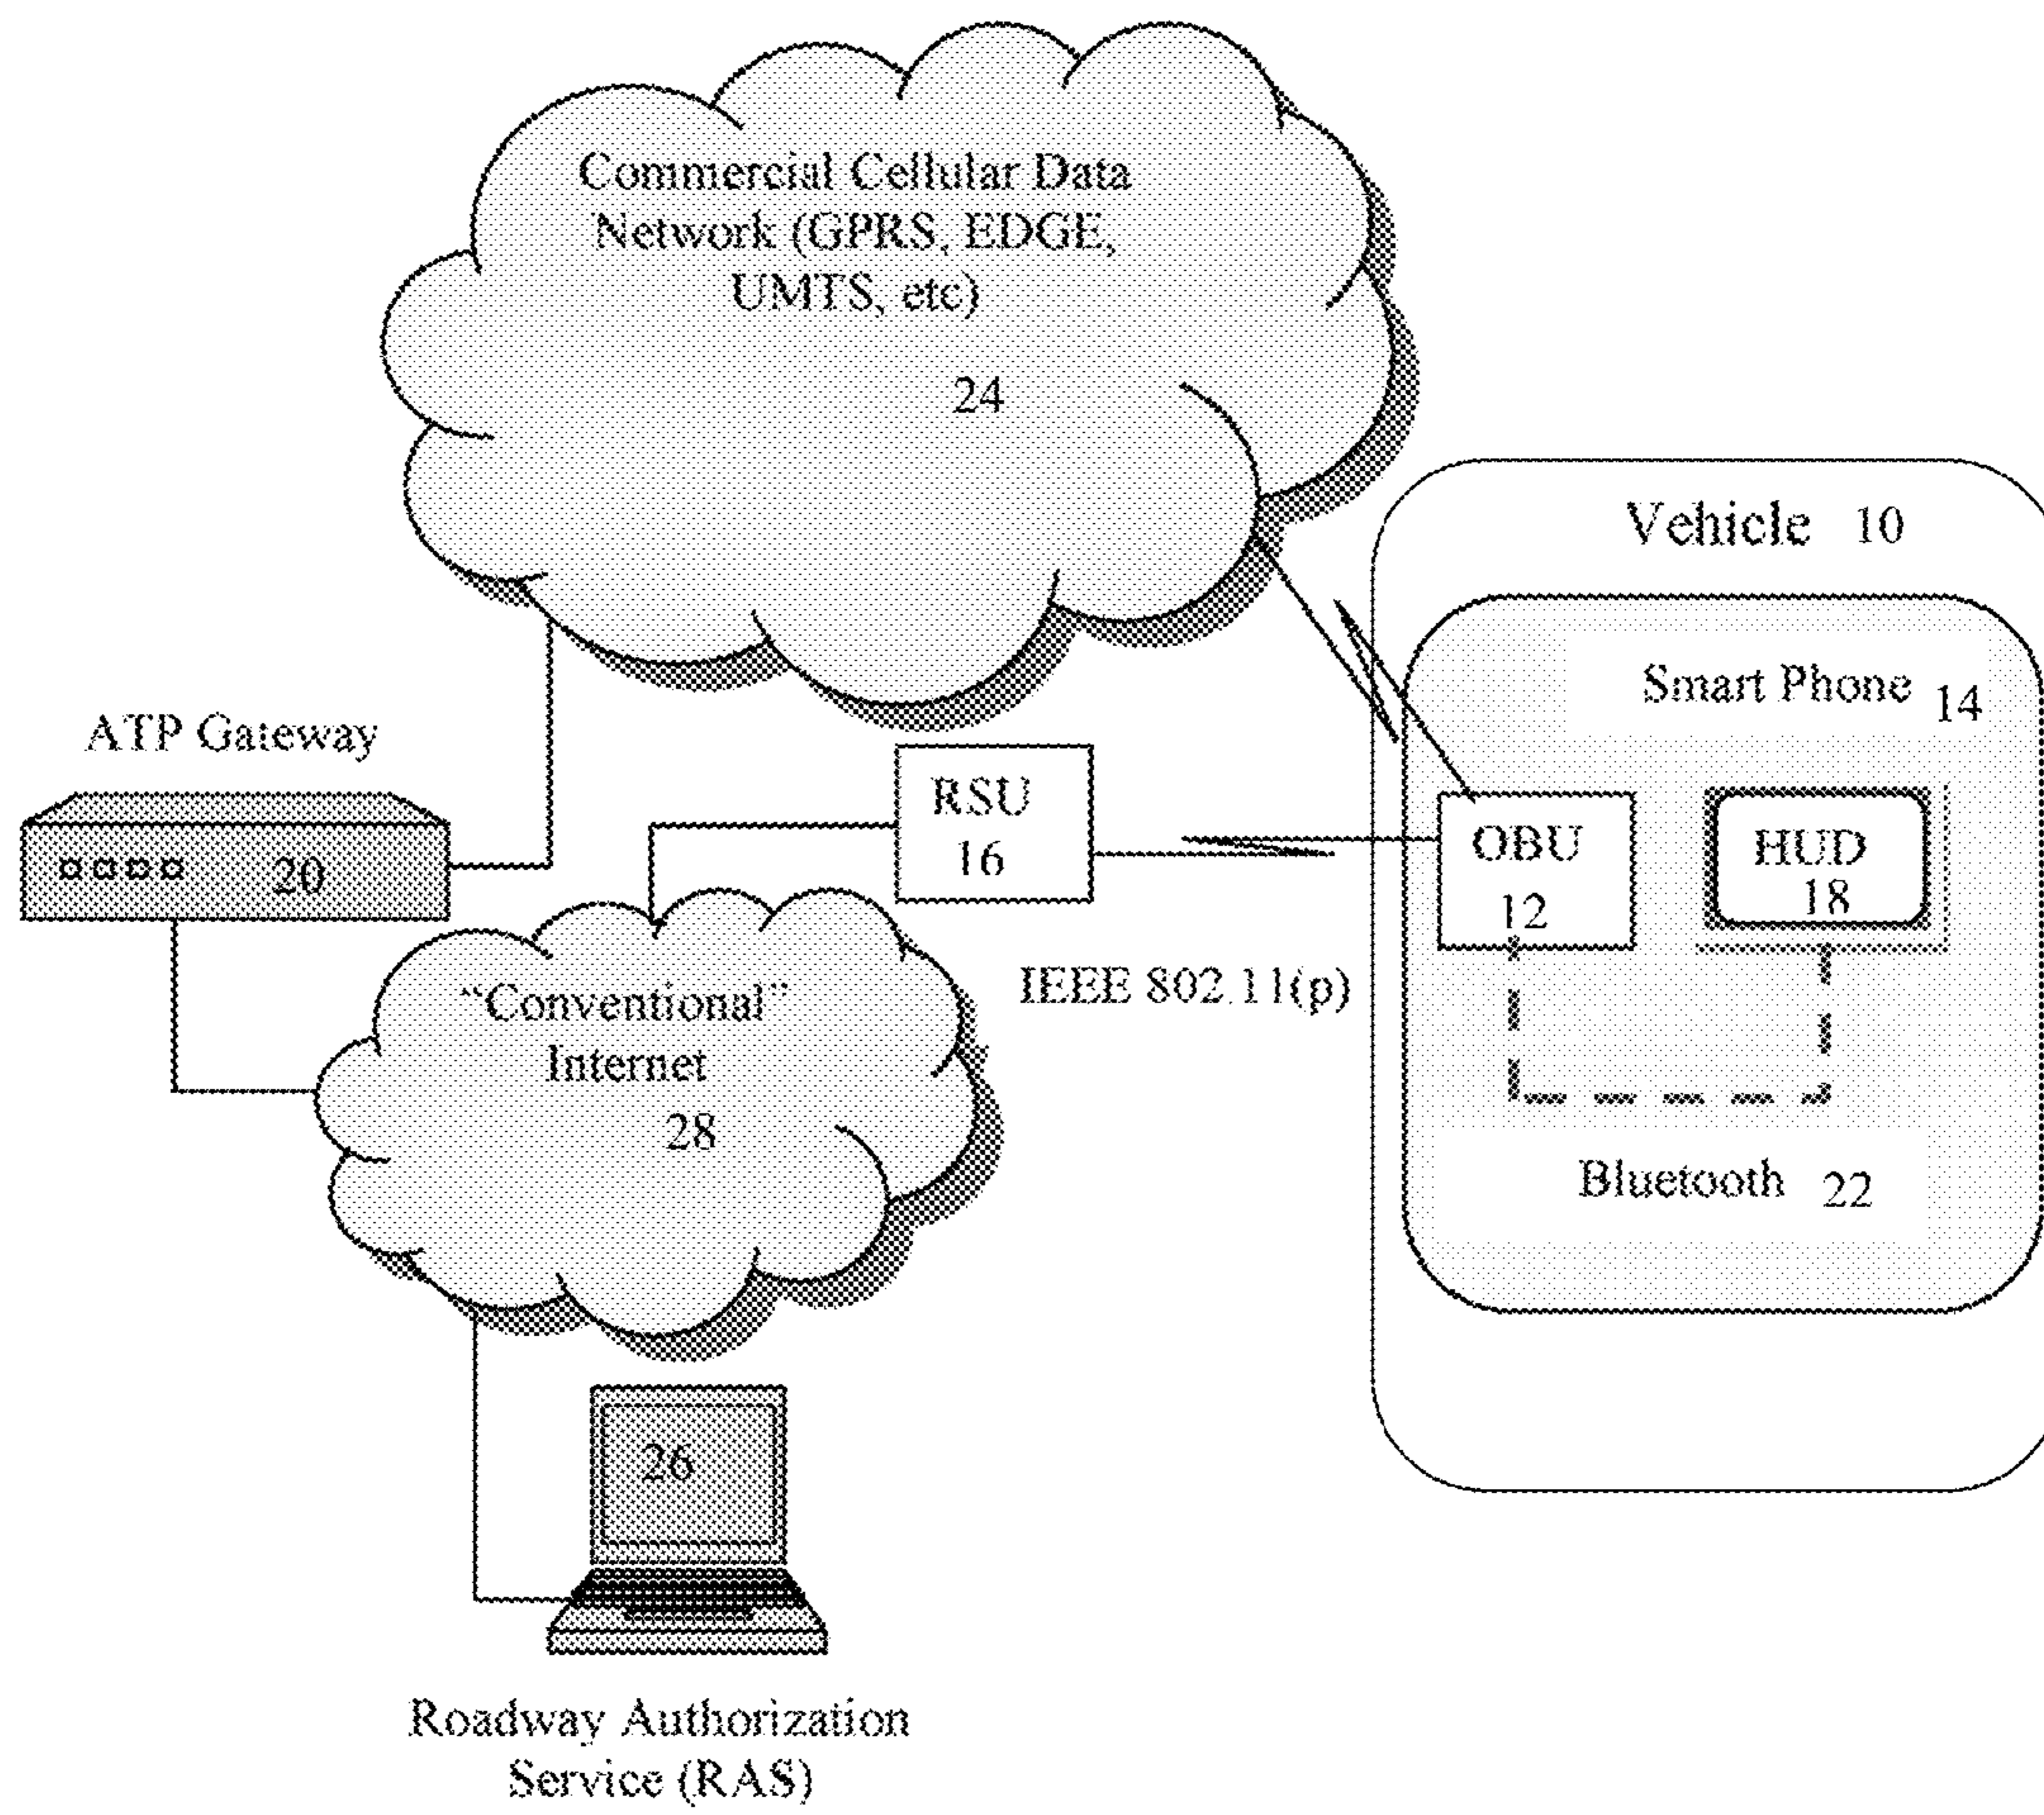 Commercial Cellular Data
Network (GPRS, EDGE,
UMTS, etc)
24
Vehicle 10
Smart Phone 14
ATP Gateway
20
RSU
16
OBU
12
HUD
18
IEEE 802.11(p)
"Conventional"
Internet
28
Bluetooth 22
26
Roadway Authorization
Service (RAS)